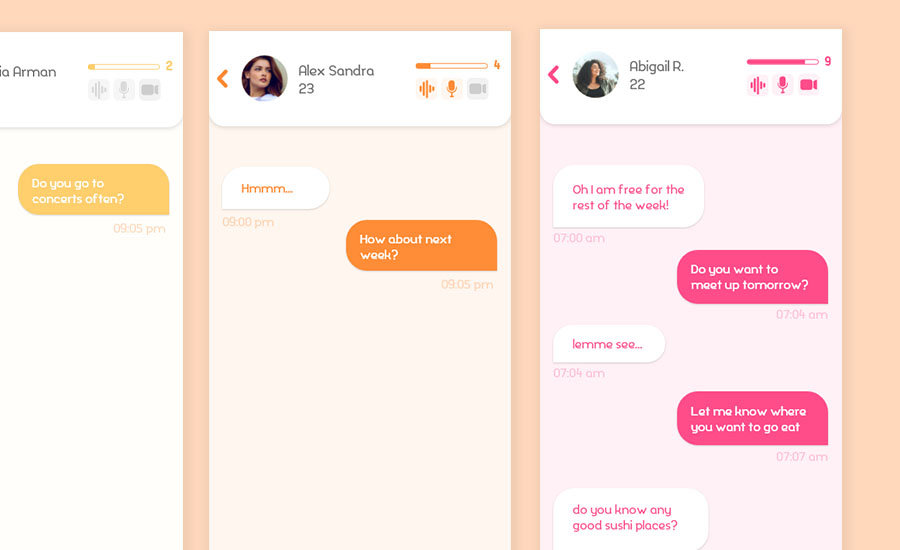 ia Arman
2
Do you go to
concerts often?
09:05 pm
Alex Sandra
23
4
Hmmm...
09:00 pm
How about next
week?
09:05 pm
Abigail R.
22
9
Oh I am free for the
rest of the week!
07:00 am
Do you want to
meet up tomorrow?
07:04 am
lemme see...
07:04 am
Let me know where
you want to go eat
07:07 am
do you know any
good sushi places?